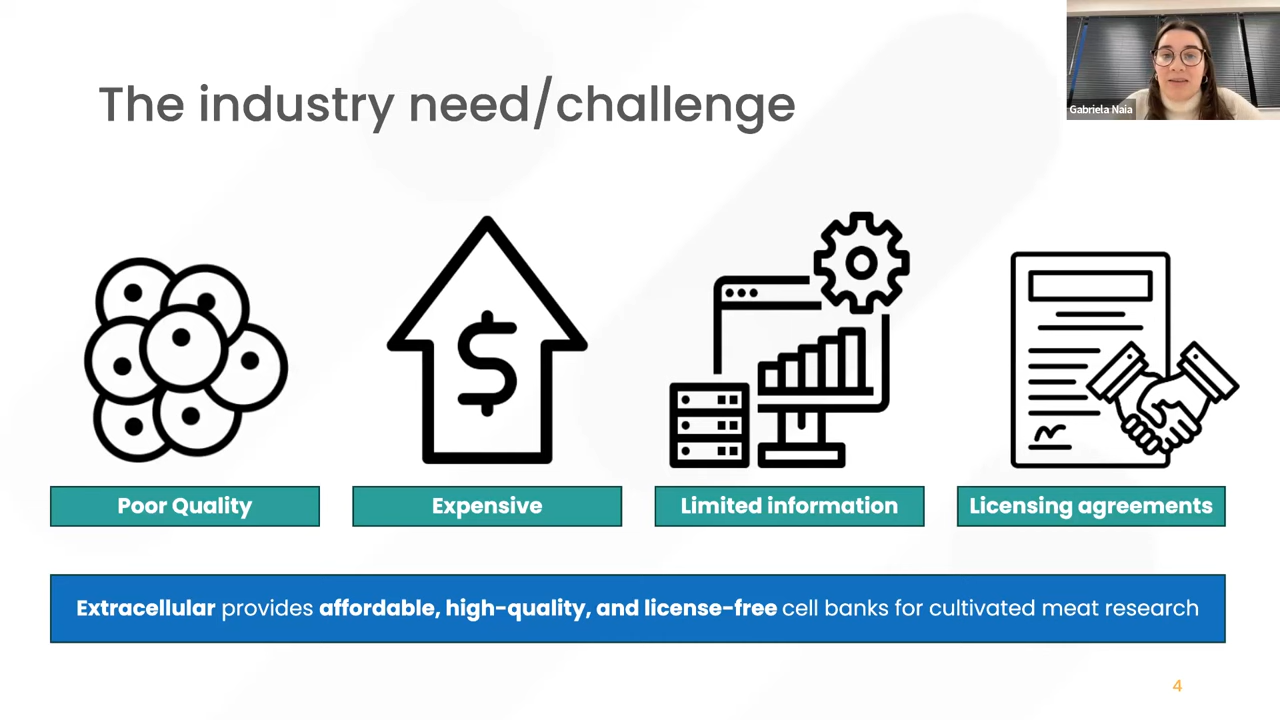 The industry need/challenge
Gabriela Naia
Poor Quality
Expensive
Limited information
Licensing agreements
Extracellular provides affordable, high-quality, and license-free cell banks for cultivated meat research
4